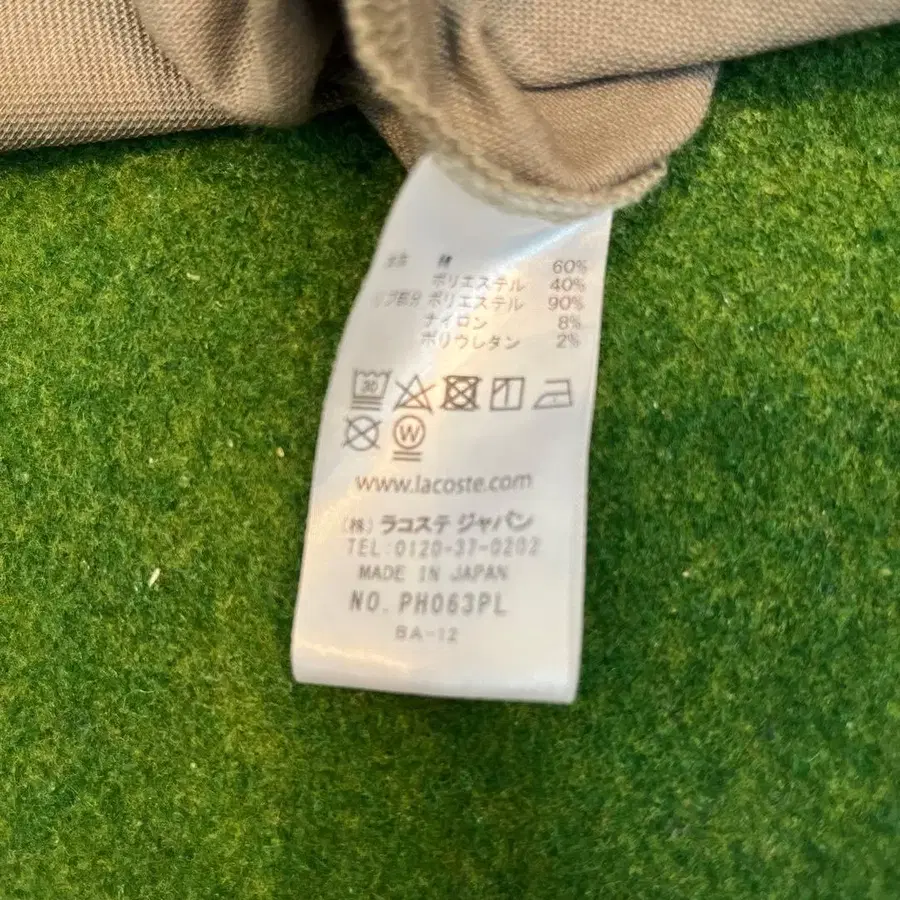 綿 60%
ポリエステル 40%
リブ部分 ポリエステル 90%
ナイロン 8%
ポリウレタン 2%
30
W
www.lacoste.com
(株) ラコステ ジャパン
TEL:0120-37-0202
MADE IN JAPAN
NO. PH063PL
BA-12